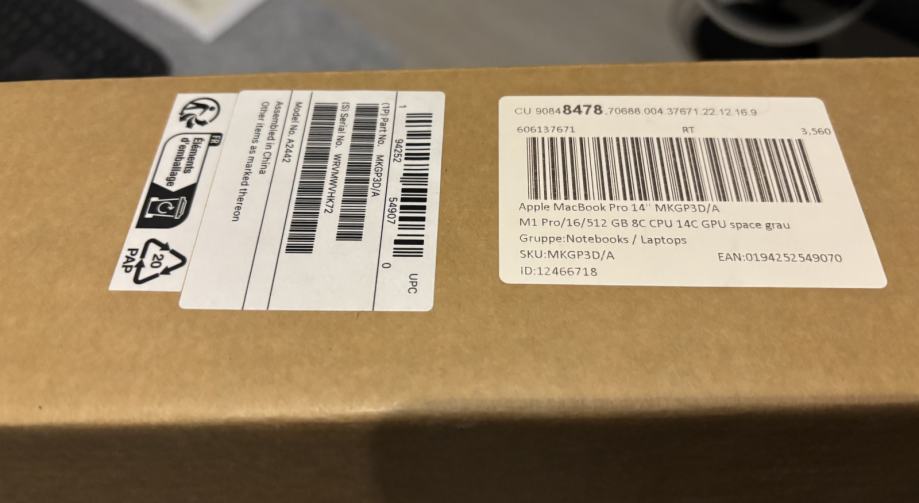 FR
Éléments
d'emballage
20
PAP
1
94252
54907
0
UPC
(1P) Part No. MKGP3D/A
(S) Serial No. WRVMWVHK72
Model No. A2442
Assembled in China
Other items as marked thereon
CU 90848478.70688.004.37671.22.12.16.9
606137671 RT 3,560
Apple MacBook Pro 14" MKGP3D/A
M1 Pro/16/512 GB 8C CPU 14C GPU space grau
Gruppe:Notebooks / Laptops
SKU:MKGP3D/A EAN:0194252549070
ID:12466718